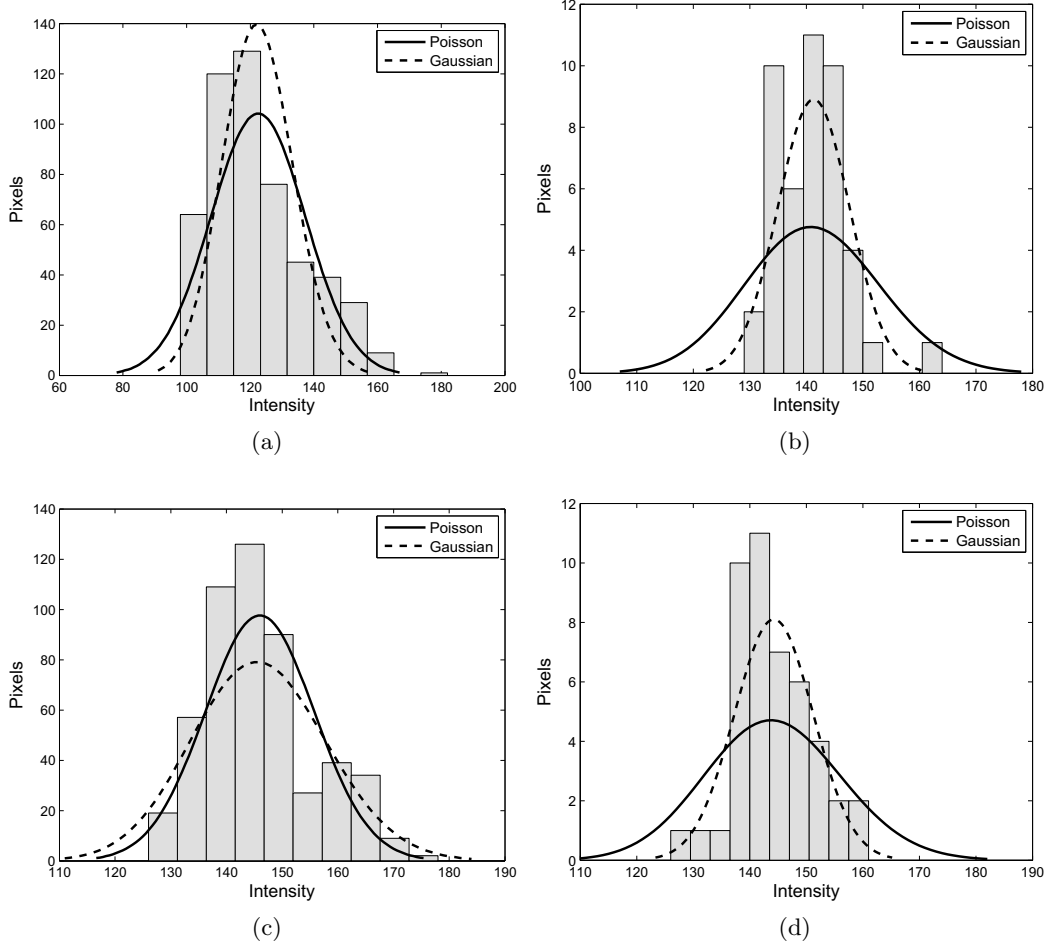 140
120
100
80
60
40
20
0
Pixels
60 80 100 120 140 160 180 200
Intensity
Poisson
Gaussian
(a)
12
10
8
6
4
2
0
Pixels
100 110 120 130 140 150 160 170 180
Intensity
Poisson
Gaussian
(b)
140
120
100
80
60
40
20
0
Pixels
110 120 130 140 150 160 170 180 190
Intensity
Poisson
Gaussian
(c)
12
10
8
6
4
2
0
Pixels
110 120 130 140 150 160 170 180 190
Intensity
Poisson
Gaussian
(d)